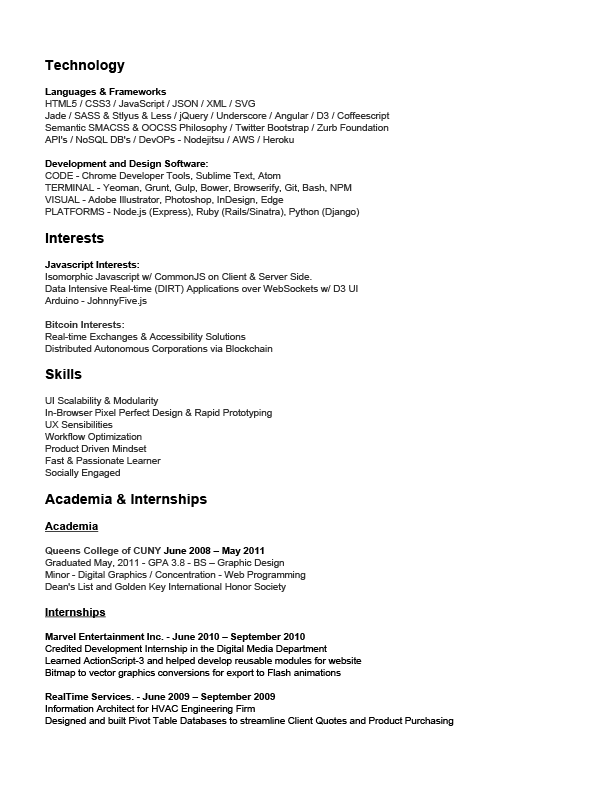 Technology
Languages & Frameworks
HTML5 / CSS3 / JavaScript / JSON / XML / SVG
Jade / SASS & Stlyus & Less / jQuery / Underscore / Angular / D3 / Coffeescript
Semantic SMACSS & OOCSS Philosophy / Twitter Bootstrap / Zurb Foundation
API's / NoSQL DB's / DevOPs - Nodejitsu / AWS / Heroku
Development and Design Software:
CODE - Chrome Developer Tools, Sublime Text, Atom
TERMINAL - Yeoman, Grunt, Gulp, Bower, Browserify, Git, Bash, NPM
VISUAL - Adobe Illustrator, Photoshop, InDesign, Edge
PLATFORMS - Node.js (Express), Ruby (Rails/Sinatra), Python (Django)
Interests
Javascript Interests:
Isomorphic Javascript w/ CommonJS on Client & Server Side.
Data Intensive Real-time (DIRT) Applications over WebSockets w/ D3 UI
Arduino - JohnnyFive.js
Bitcoin Interests:
Real-time Exchanges & Accessibility Solutions
Distributed Autonomous Corporations via Blockchain
Skills
UI Scalability & Modularity
In-Browser Pixel Perfect Design & Rapid Prototyping
UX Sensibilities
Workflow Optimization
Product Driven Mindset
Fast & Passionate Learner
Socially Engaged
Academia & Internships
Academia
Queens College of CUNY June 2008 – May 2011
Graduated May, 2011 - GPA 3.8 - BS – Graphic Design
Minor - Digital Graphics / Concentration - Web Programming
Dean's List and Golden Key International Honor Society
Internships
Marvel Entertainment Inc. - June 2010 – September 2010
Credited Development Internship in the Digital Media Department
Learned ActionScript-3 and helped develop reusable modules for website
Bitmap to vector graphics conversions for export to Flash animations
RealTime Services. - June 2009 – September 2009
Information Architect for HVAC Engineering Firm
Designed and built Pivot Table Databases to streamline Client Quotes and Product Purchasing